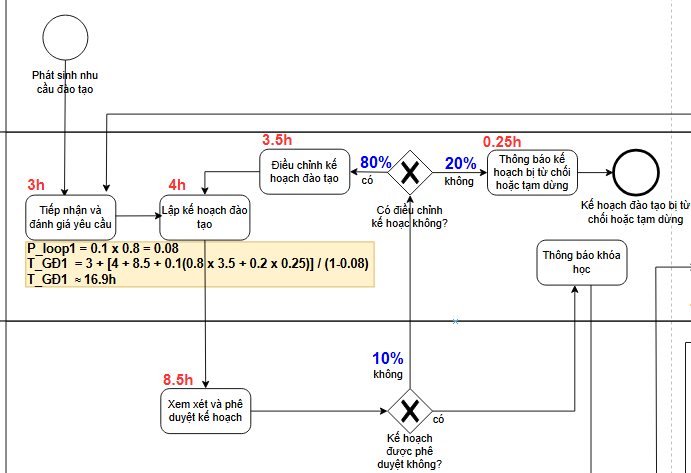 Phát sinh nhu
cầu đào tạo
3h
Tiếp nhận và
đánh giá yêu cầu
4h
Lập kế hoạch đào
tạo
3.5h
Điều chỉnh kế
hoạch đào tạo
80%
có
20%
không
Có điều chỉnh
kế hoạc không?
0.25h
Thông báo kế
hoạch bị từ chối
hoặc tạm dừng
Kế hoạch đào tạo bị từ
chối hoặc tạm dừng
P_loop1 = 0.1 x 0.8 = 0.08
T_GĐ1 = 3 + [4 + 8.5 + 0.1(0.8 x 3.5 + 0.2 x 0.25)] / (1-0.08)
T_GĐ1 ≈ 16.9h
Thông báo khóa
học
10%
không
8.5h
Xem xét và phê
duyệt kế hoạch
có
Kế hoạch
được phê
duyệt không?